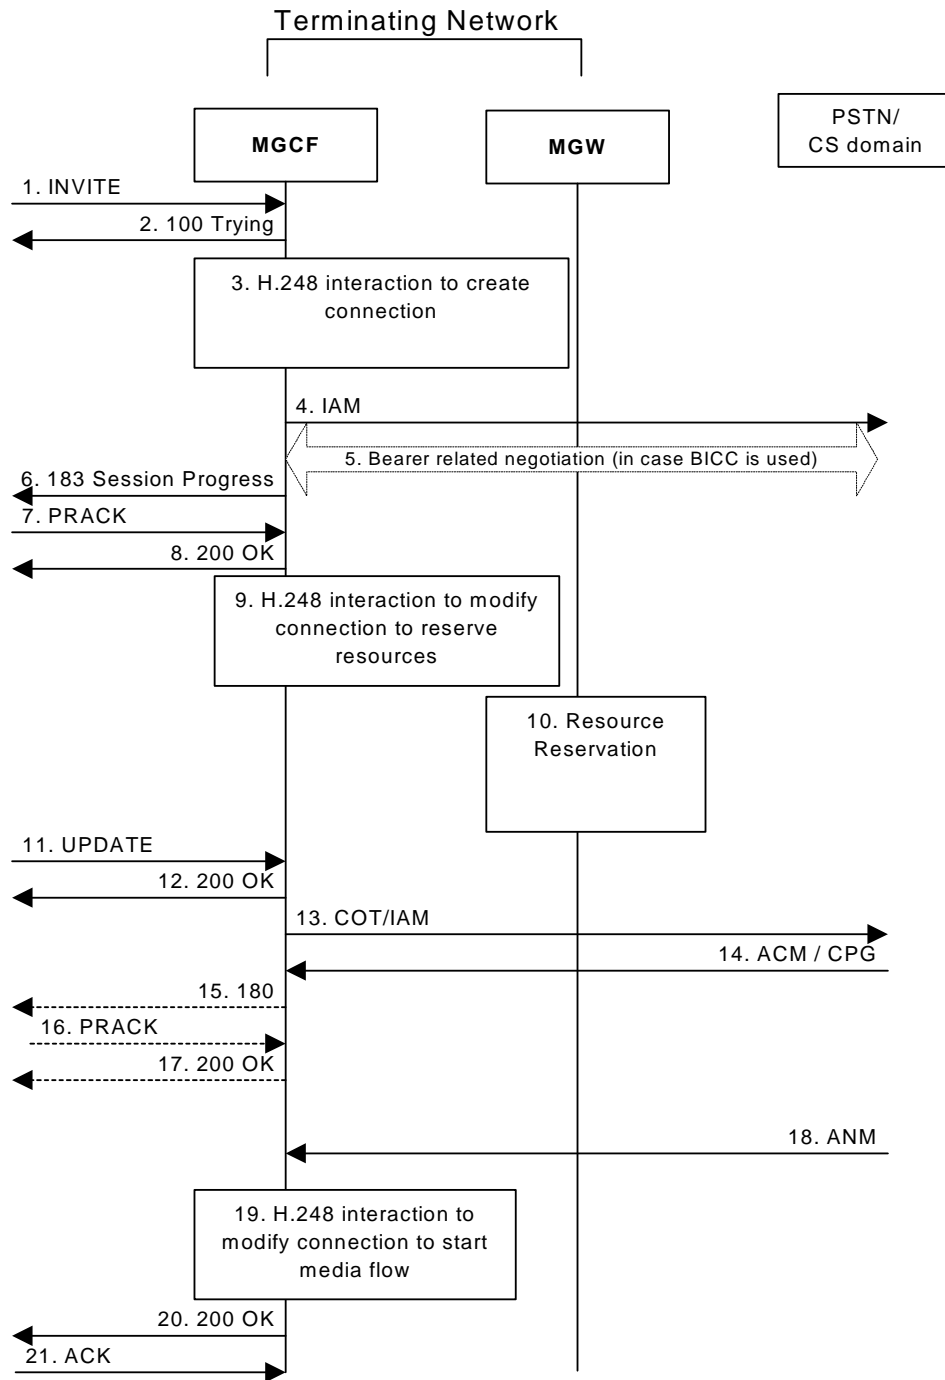 Terminating Network
MGCF
MGW
PSTN/
CS domain
1. INVITE
2. 100 Trying
3. H.248 interaction to create
connection
4. IAM
5. Bearer related negotiation (in case BICC is used)
6. 183 Session Progress
7. PRACK
8. 200 OK
9. H.248 interaction to modify
connection to reserve
resources
10. Resource
Reservation
11. UPDATE
12. 200 OK
13. COT/IAM
14. ACM / CPG
15. 180
16. PRACK
17. 200 OK
18. ANM
19. H.248 interaction to
modify connection to start
media flow
20. 200 OK
21. ACK